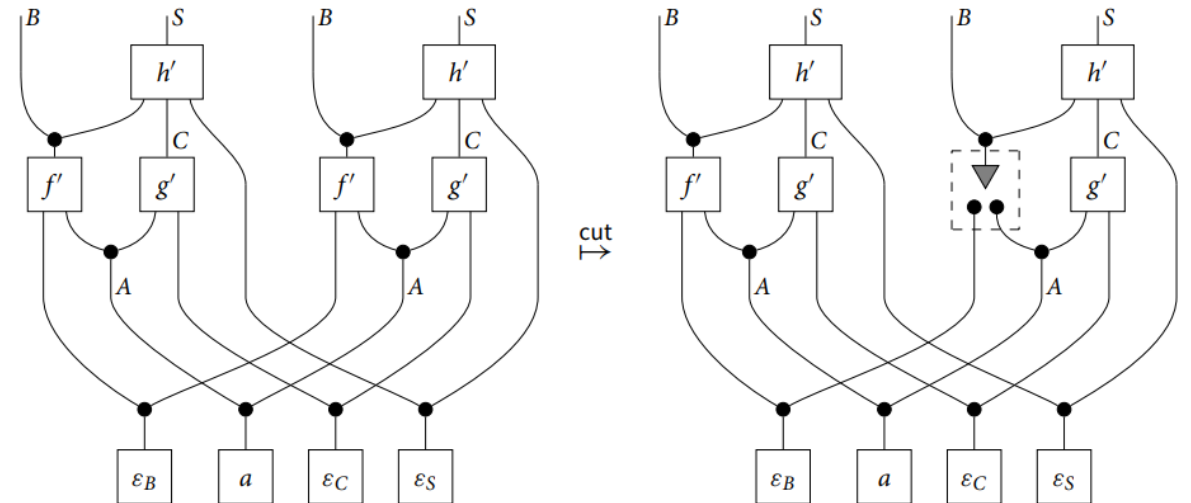 B S B S B S B S
h′ h′ h′ h′
C C C C
f′ g′ f′ g′ f′ g′ g′
cut
↦
A A A A
ε_B a ε_C ε_S ε_B a ε_C ε_S